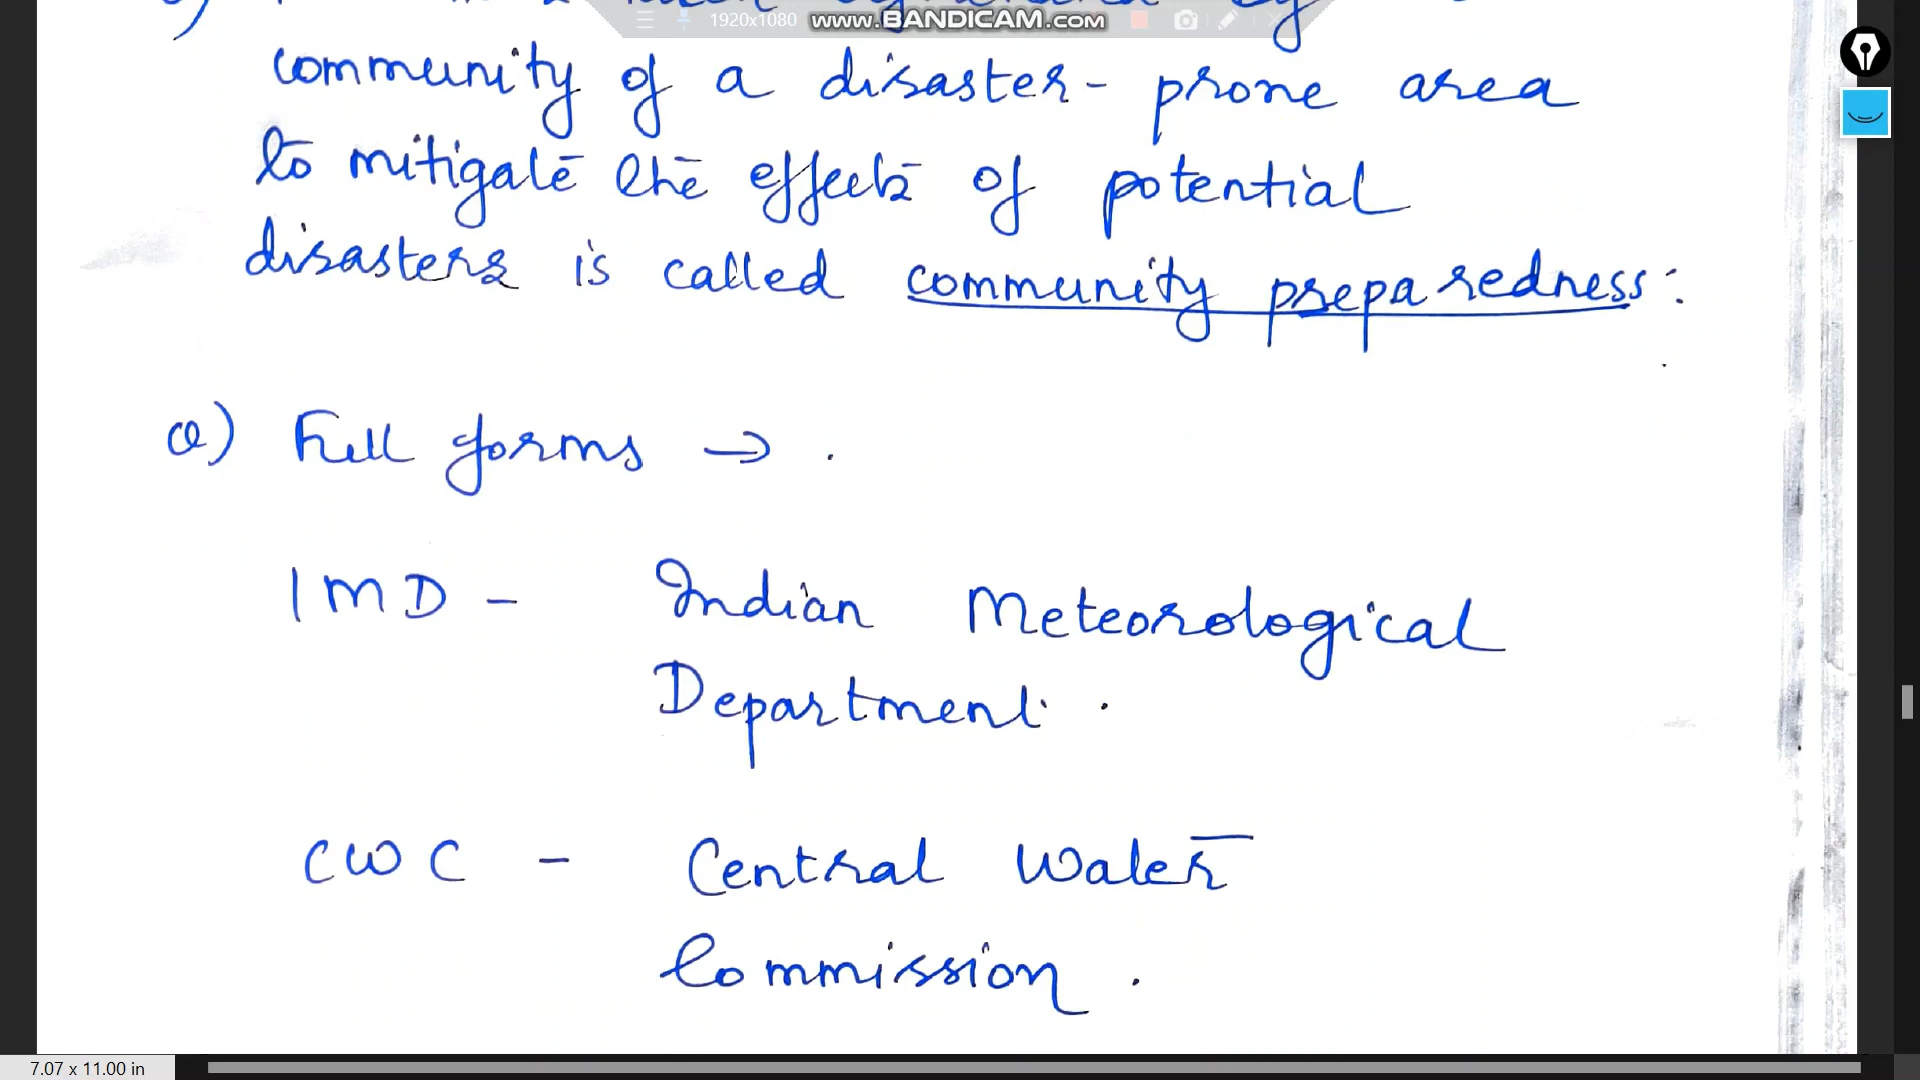 1920x1080 www.BANDICAM.com
community of a disaster- prone area
to mitigate the effects of potential
disasters is called community preparedness:
Q) Full forms →
IMD - Indian Meteorological
Department.
CWC - Central Water
Commission.
7.07 x 11.00 in